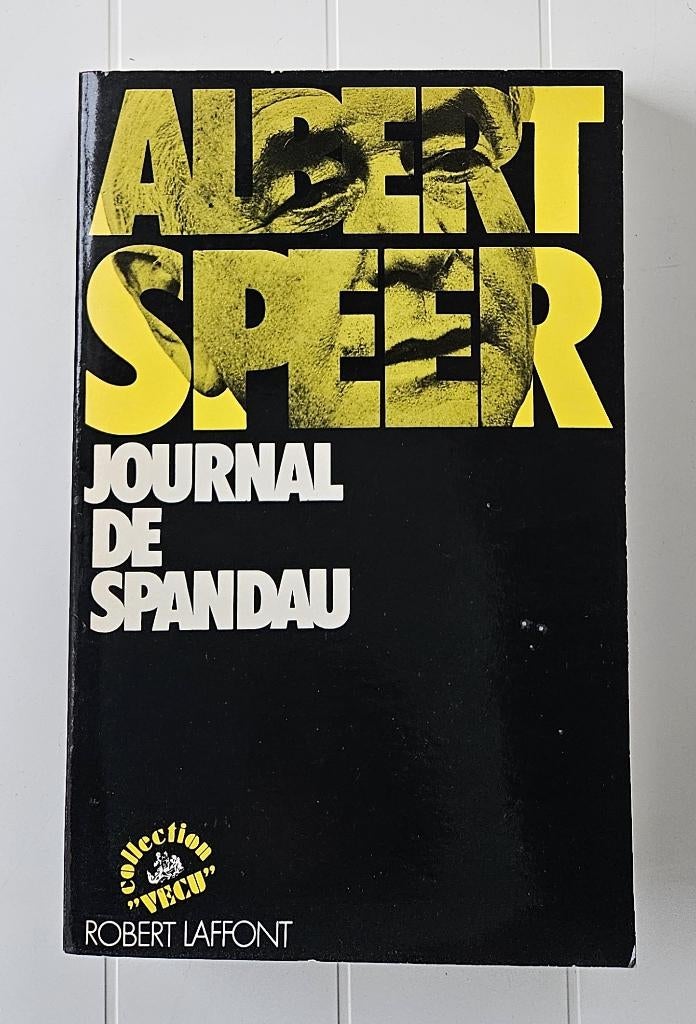 ALBERT
SPEER
JOURNAL
DE
SPANDAU
collection
"VECU"
ROBERT LAFFONT